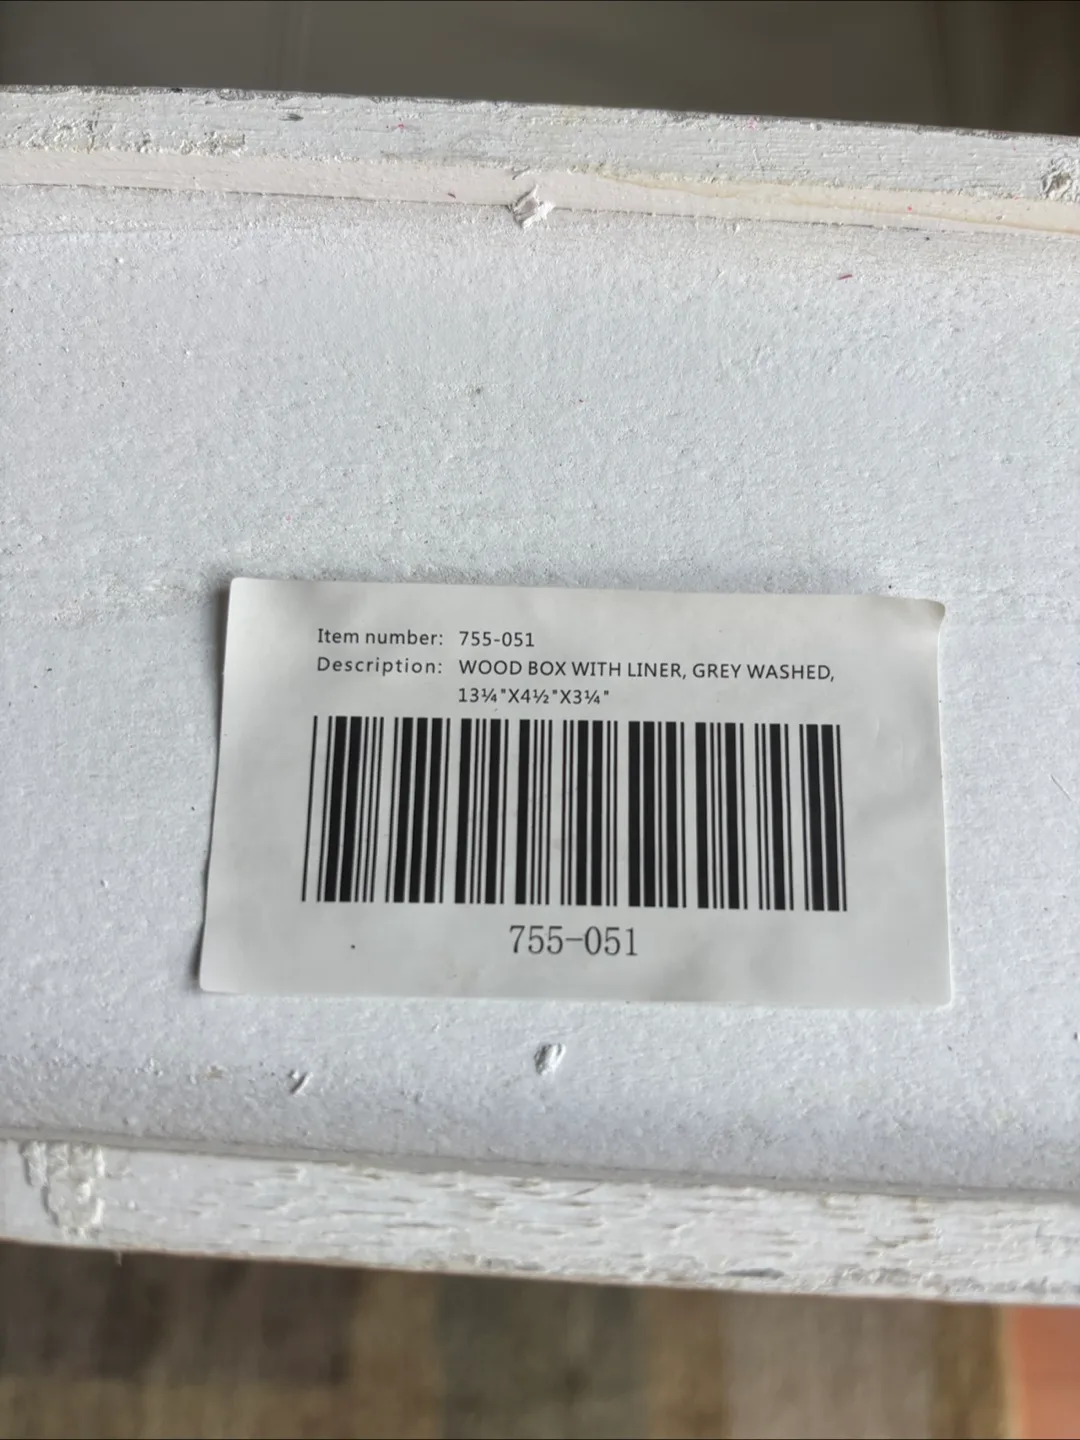 Item number: 755-051
Description: WOOD BOX WITH LINER, GREY WASHED,
13¼"X4½"X3¼"
755-051